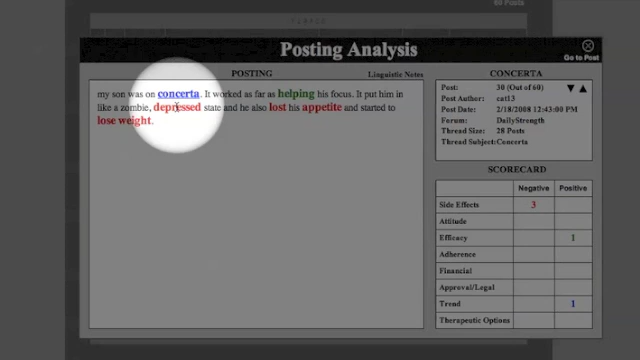 60 Posts
Posting Analysis
Go to Post
POSTING
Linguistic Notes
my son was on concerta. It worked as far as helping his focus. It put him in
like a zombie, depressed state and he also lost his appetite and started to
lose weight.
CONCERTA
Post: 30 (Out of 60)
Post Author: cat13
Post Date: 2/18/2008 12:43:00 PM
Forum: DailyStrength
Thread Size: 28 Posts
Thread Subject: Concerta
SCORECARD
Negative Positive
Side Effects 3
Attitude
Efficacy 1
Adherence
Financial
Approval/Legal
Trend 1
Therapeutic Options